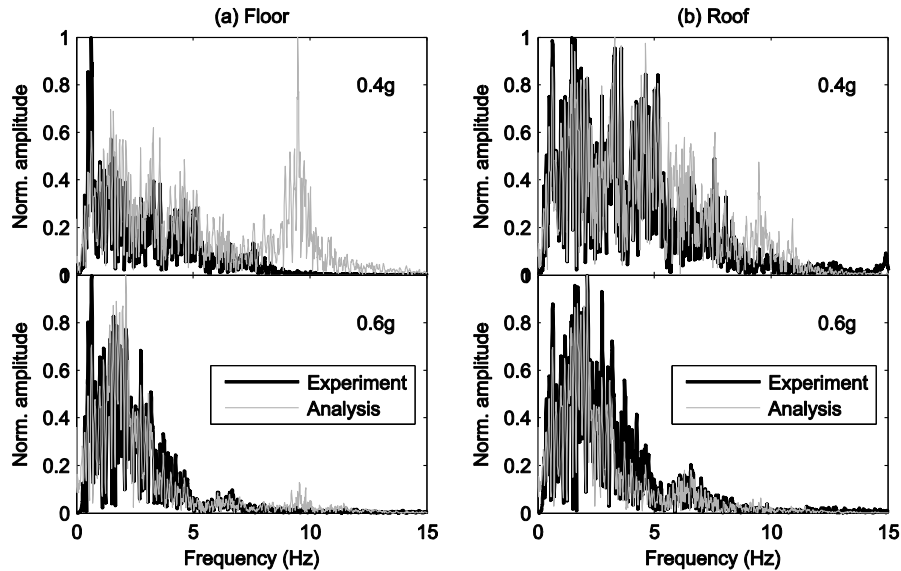 (a) Floor
(b) Roof
1
0.8
0.6
0.4
0.2
0
Norm. amplitude
0.4g
1
0.8
0.6
0.4
0.2
0
Norm. amplitude
0.4g
0
0.8
0.6
0.4
0.2
0
Norm. amplitude
0.6g
Experiment
Analysis
0 5 10 15
Frequency (Hz)
0
0.8
0.6
0.4
0.2
0
Norm. amplitude
0.6g
Experiment
Analysis
0 5 10 15
Frequency (Hz)